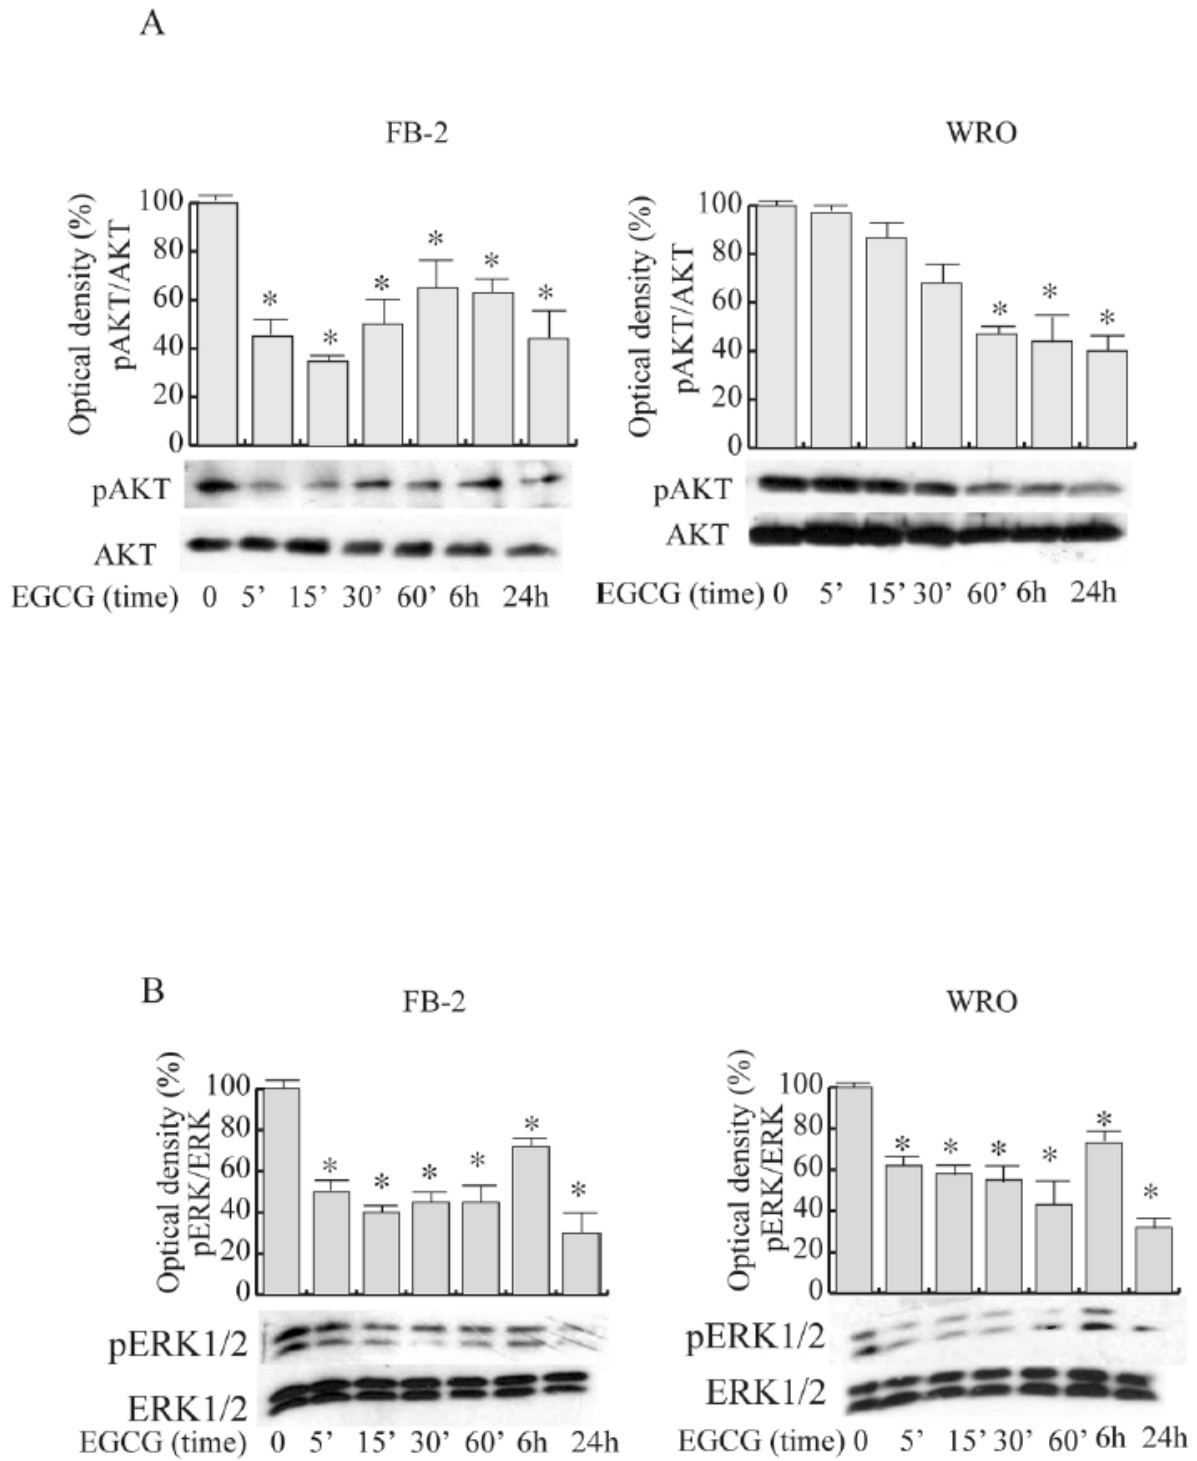 A
FB-2
WRO
Optical density (%)
pAKT/AKT
100
80
60
40
20
0
* * * * * *
pAKT
AKT
EGCG (time) 0 5’ 15’ 30’ 60’ 6h 24h
Optical density (%)
pAKT/AKT
100
80
60
40
20
0
* * *
pAKT
AKT
EGCG (time) 0 5’ 15’ 30’ 60’ 6h 24h
B
FB-2
WRO
Optical density (%)
pERK/ERK
100
80
60
40
20
0
* * * * * *
pERK1/2
ERK1/2
EGCG (time) 0 5’ 15’ 30’ 60’ 6h 24h
Optical density (%)
pERK/ERK
100
80
60
40
20
0
* * * * * *
pERK1/2
ERK1/2
EGCG (time) 0 5’ 15’ 30’ 60’ 6h 24h